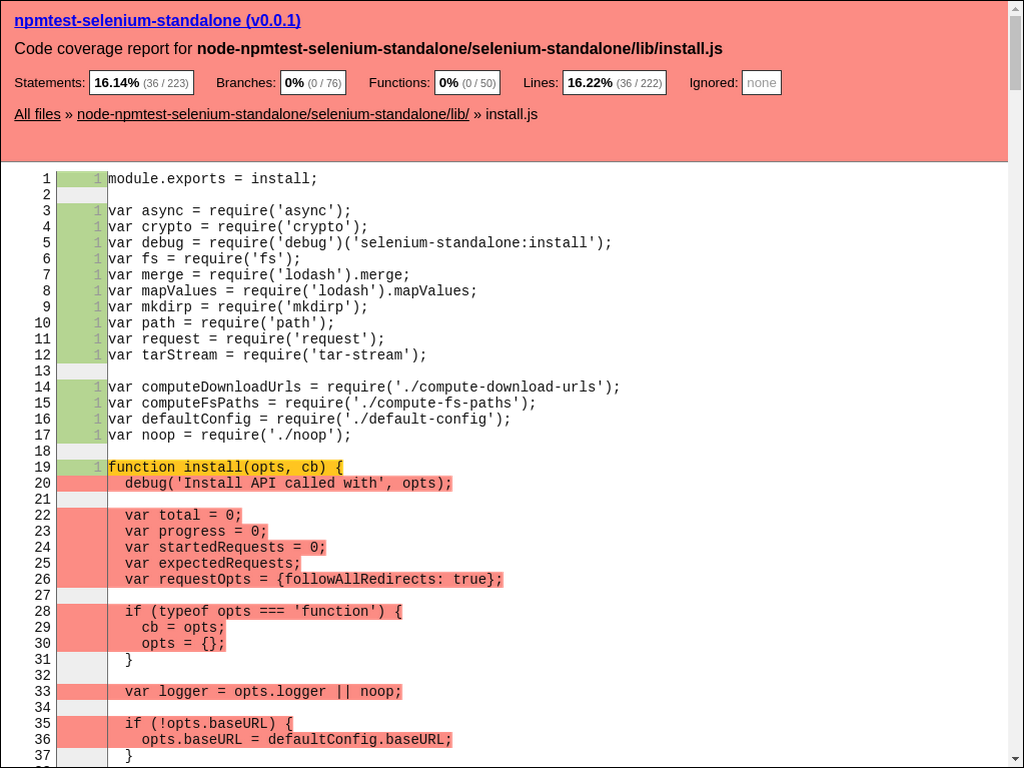 npmtest-selenium-standalone (v0.0.1)
Code coverage report for node-npmtest-selenium-standalone/selenium-standalone/lib/install.js
Statements: 16.14% (36 / 223) Branches: 0% (0 / 76) Functions: 0% (0 / 50) Lines: 16.22% (36 / 222) Ignored: none
All files » node-npmtest-selenium-standalone/selenium-standalone/lib/ » install.js
1 1 module.exports = install;
2
3 1 var async = require('async');
4 1 var crypto = require('crypto');
5 1 var debug = require('debug')('selenium-standalone:install');
6 1 var fs = require('fs');
7 1 var merge = require('lodash').merge;
8 1 var mapValues = require('lodash').mapValues;
9 1 var mkdirp = require('mkdirp');
10 1 var path = require('path');
11 1 var request = require('request');
12 1 var tarStream = require('tar-stream');
13
14 1 var computeDownloadUrls = require('./compute-download-urls');
15 1 var computeFsPaths = require('./compute-fs-paths');
16 1 var defaultConfig = require('./default-config');
17 1 var noop = require('./noop');
18
19 1 function install(opts, cb) {
20 debug('Install API called with', opts);
21
22 var total = 0;
23 var progress = 0;
24 var startedRequests = 0;
25 var expectedRequests;
26 var requestOpts = {followAllRedirects: true};
27
28 if (typeof opts === 'function') {
29 cb = opts;
30 opts = {};
31 }
32
33 var logger = opts.logger || noop;
34
35 if (!opts.baseURL) {
36 opts.baseURL = defaultConfig.baseURL;
37 }